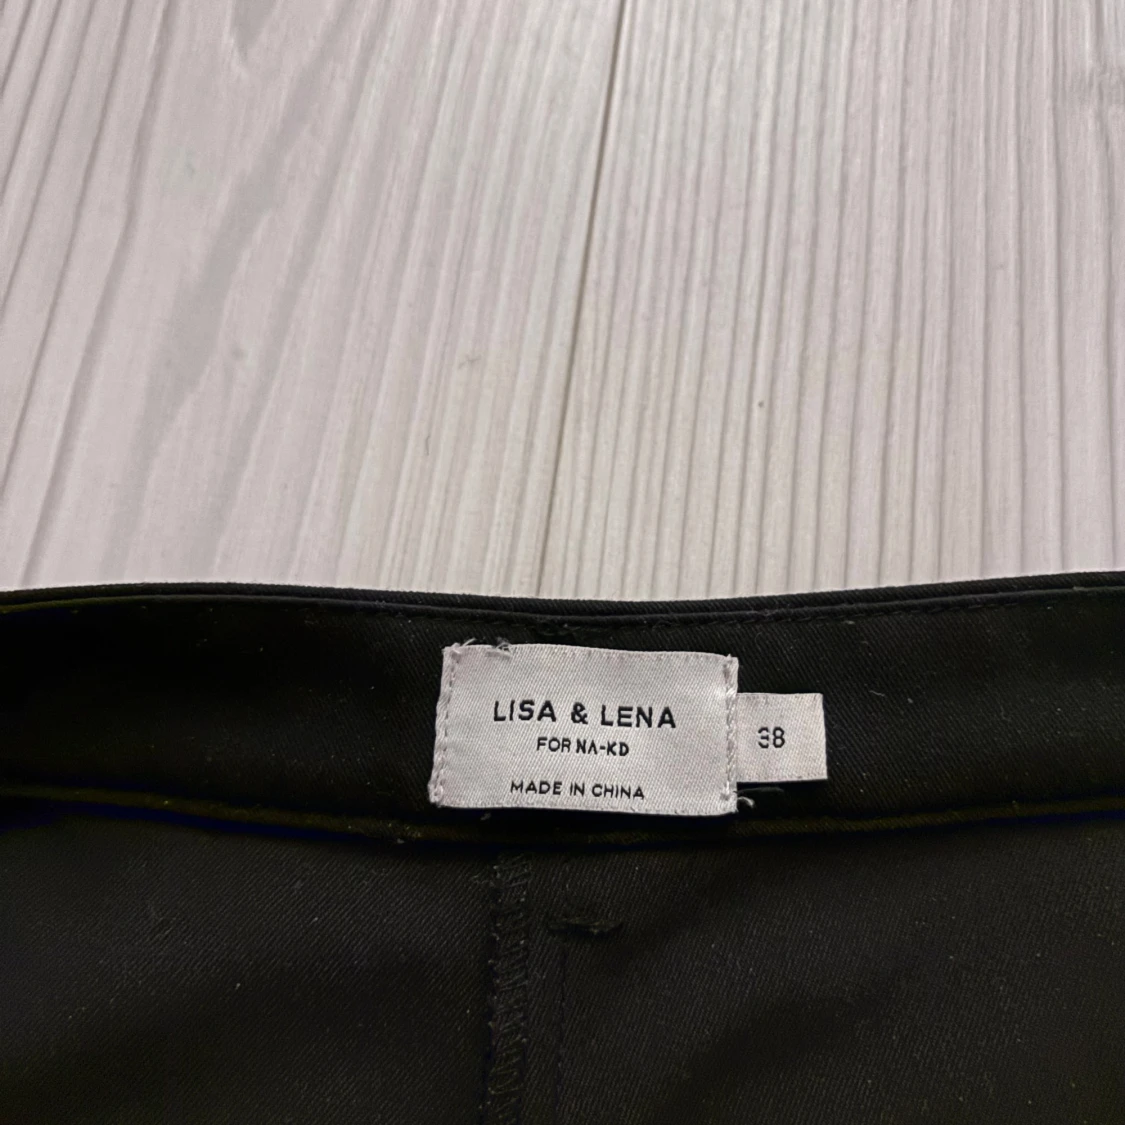 LISA & LENA
FOR NA-KD
MADE IN CHINA
38